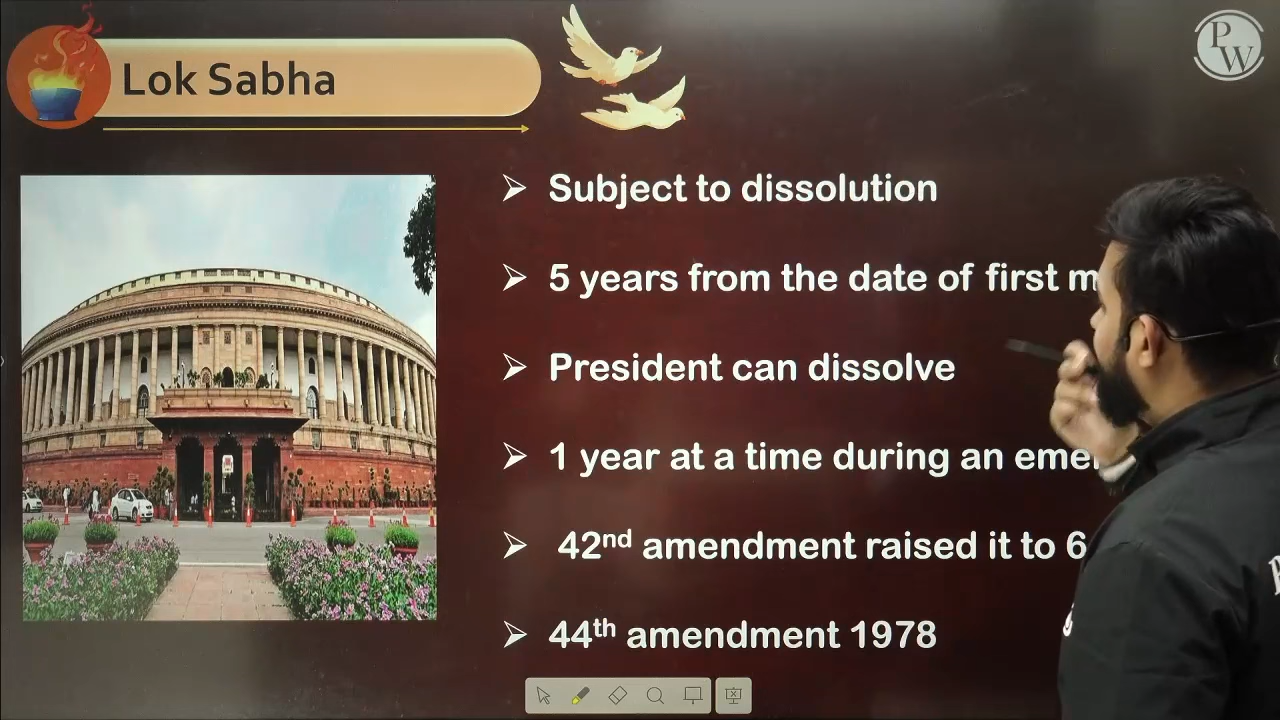 Lok Sabha
PW
Subject to dissolution
5 years from the date of first
President can dissolve
1 year at a time during an
42nd amendment raised it to 6
44th amendment 1978